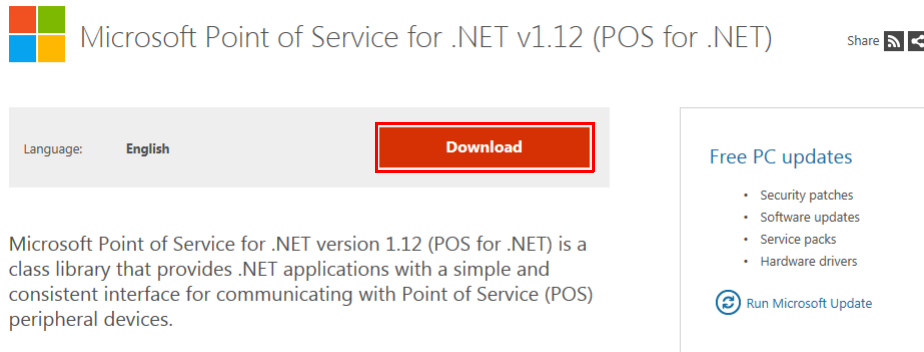 Microsoft Point of Service for .NET v1.12 (POS for .NET)
Share
Language: English
Download
Microsoft Point of Service for .NET version 1.12 (POS for .NET) is a
class library that provides .NET applications with a simple and
consistent interface for communicating with Point of Service (POS)
peripheral devices.
Free PC updates
• Security patches
• Software updates
• Service packs
• Hardware drivers
Run Microsoft Update